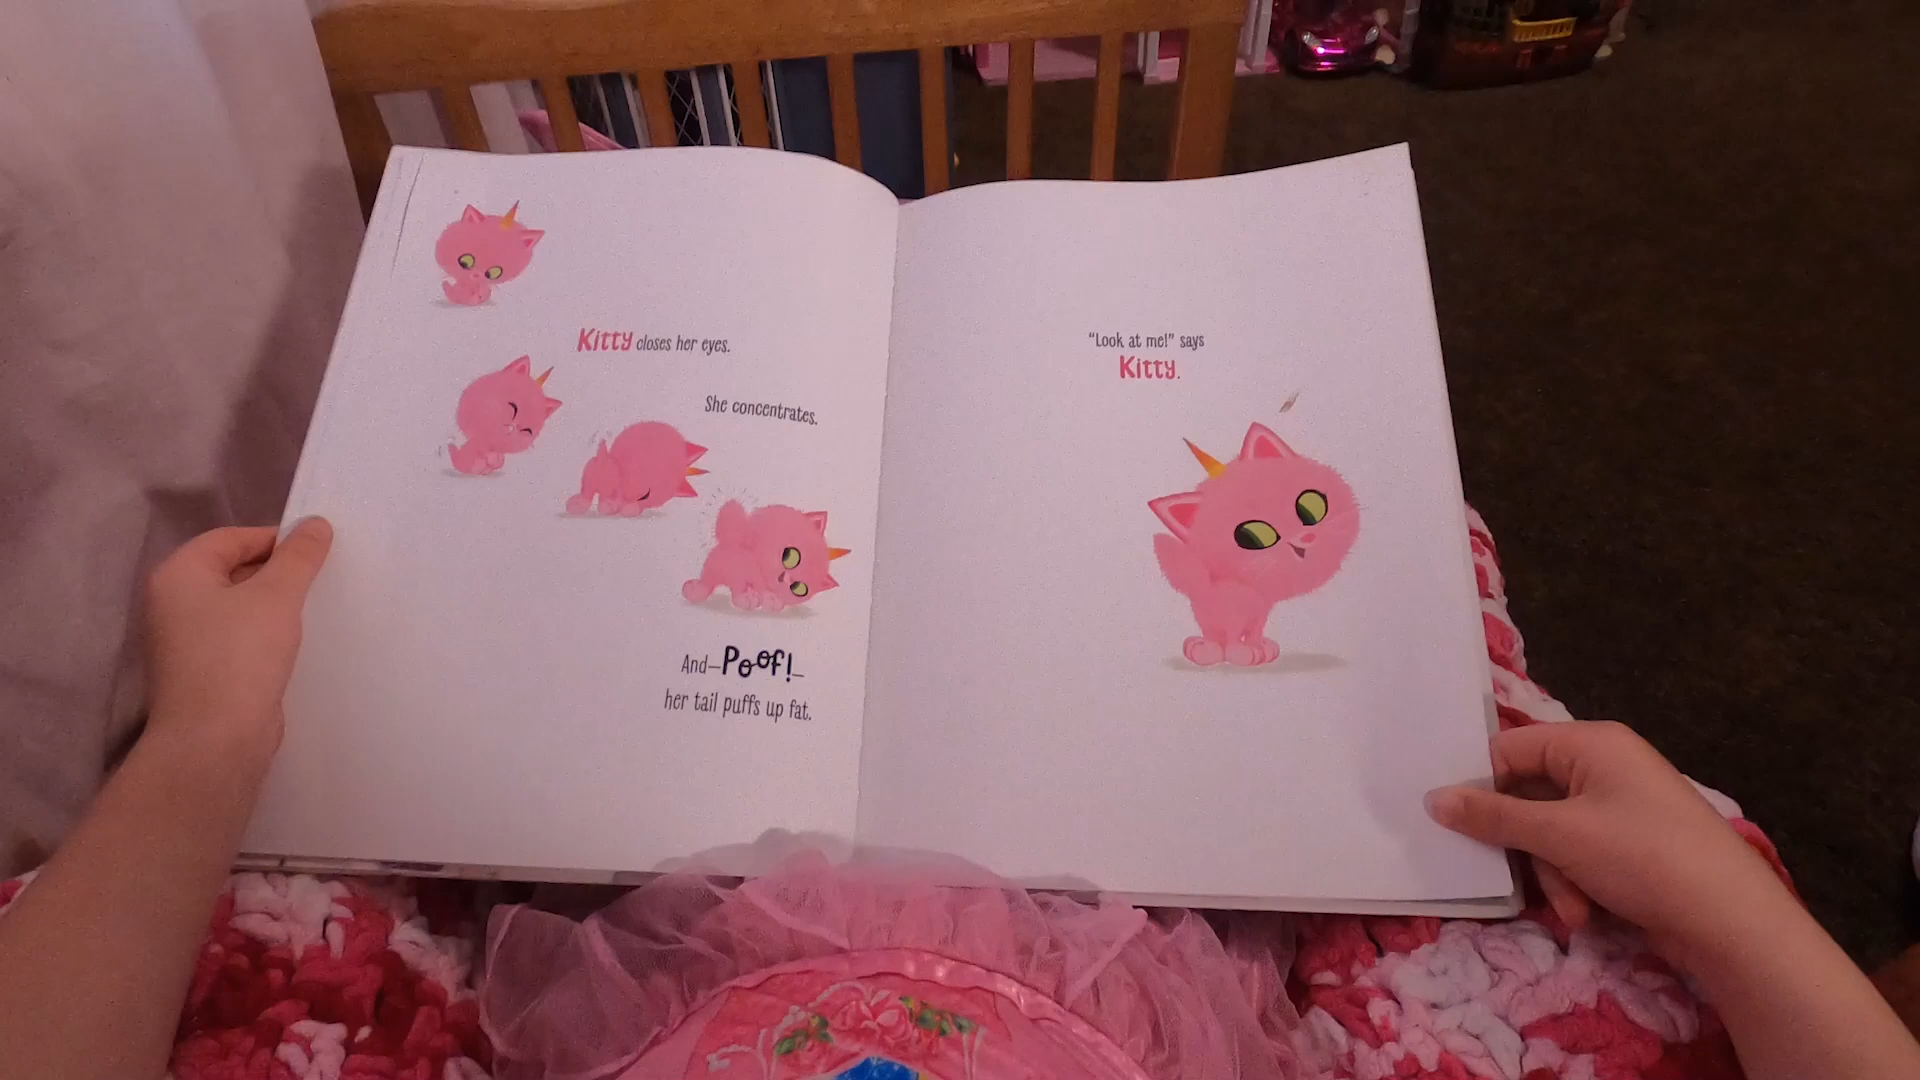 Kitty closes her eyes.
She concentrates.
And—Poof!—
her tail puffs up fat.
“Look at me!” says
Kitty.